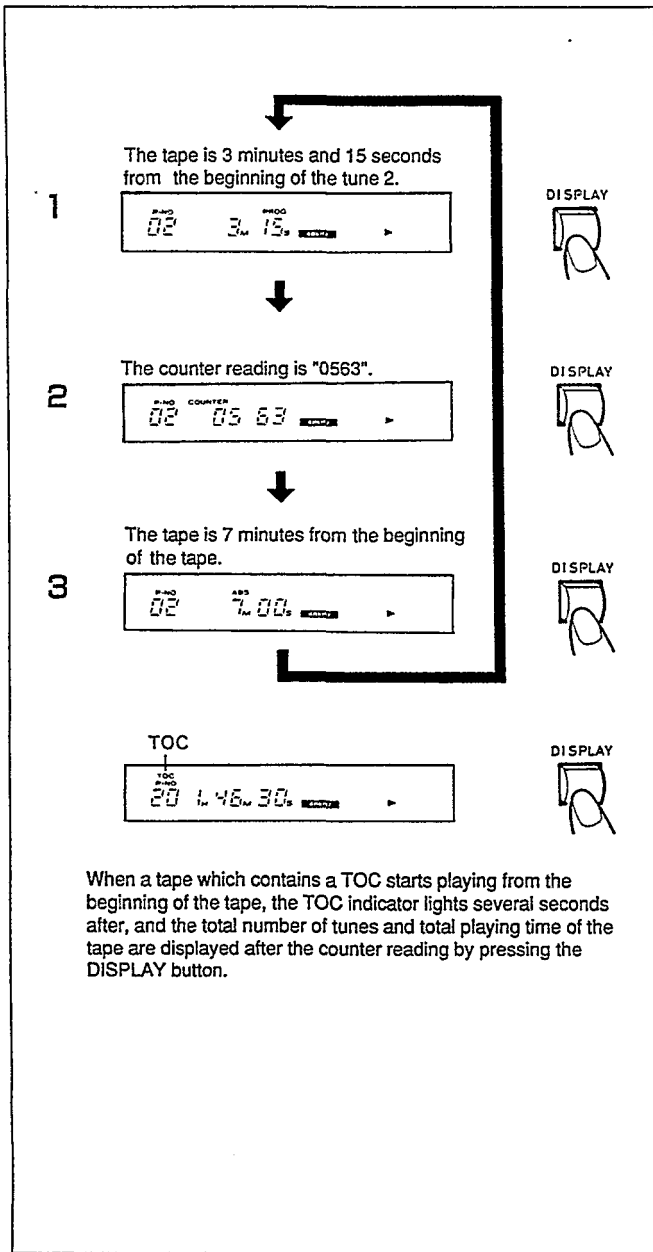 The tape is 3 minutes and 15 seconds
from the beginning of the tune 2.
1
DISPLAY
P-NO PROG
02 3M 15S
The counter reading is "0563".
2
DISPLAY
P-NO COUNTER
02 05 63
The tape is 7 minutes from the beginning
of the tape.
3
DISPLAY
P-NO ABS
02 7M 00S
TOC
DISPLAY
TOC
P-NO
20 1H 46M 30S
When a tape which contains a TOC starts playing from the
beginning of the tape, the TOC indicator lights several seconds
after, and the total number of tunes and total playing time of the
tape are displayed after the counter reading by pressing the
DISPLAY button.